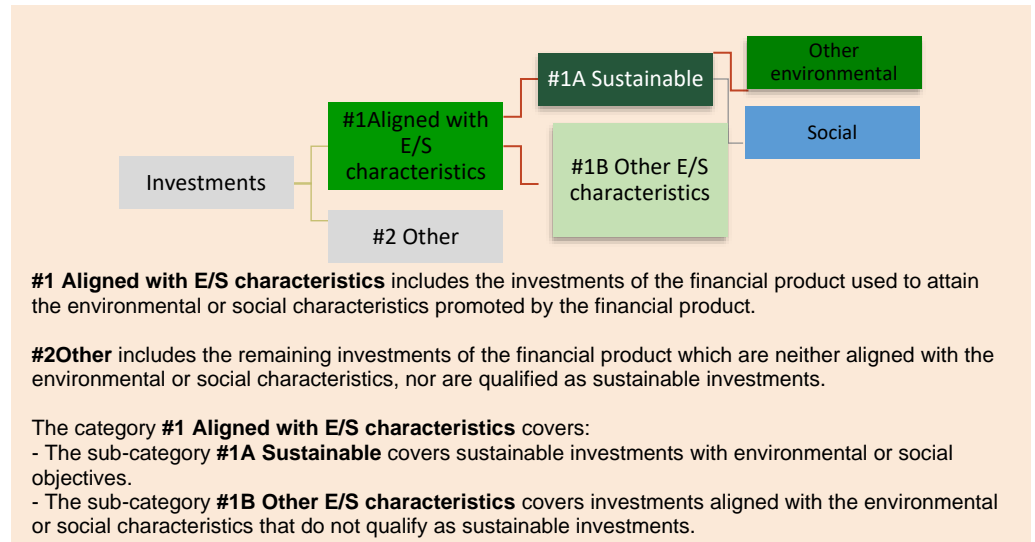 Other
environmental
#1A Sustainable
#1Aligned with
E/S
characteristics
Social
#1B Other E/S
characteristics
Investments
#2 Other
#1 Aligned with E/S characteristics includes the investments of the financial product used to attain
the environmental or social characteristics promoted by the financial product.
#2Other includes the remaining investments of the financial product which are neither aligned with the
environmental or social characteristics, nor are qualified as sustainable investments.
The category #1 Aligned with E/S characteristics covers:
- The sub-category #1A Sustainable covers sustainable investments with environmental or social
objectives.
- The sub-category #1B Other E/S characteristics covers investments aligned with the environmental
or social characteristics that do not qualify as sustainable investments.